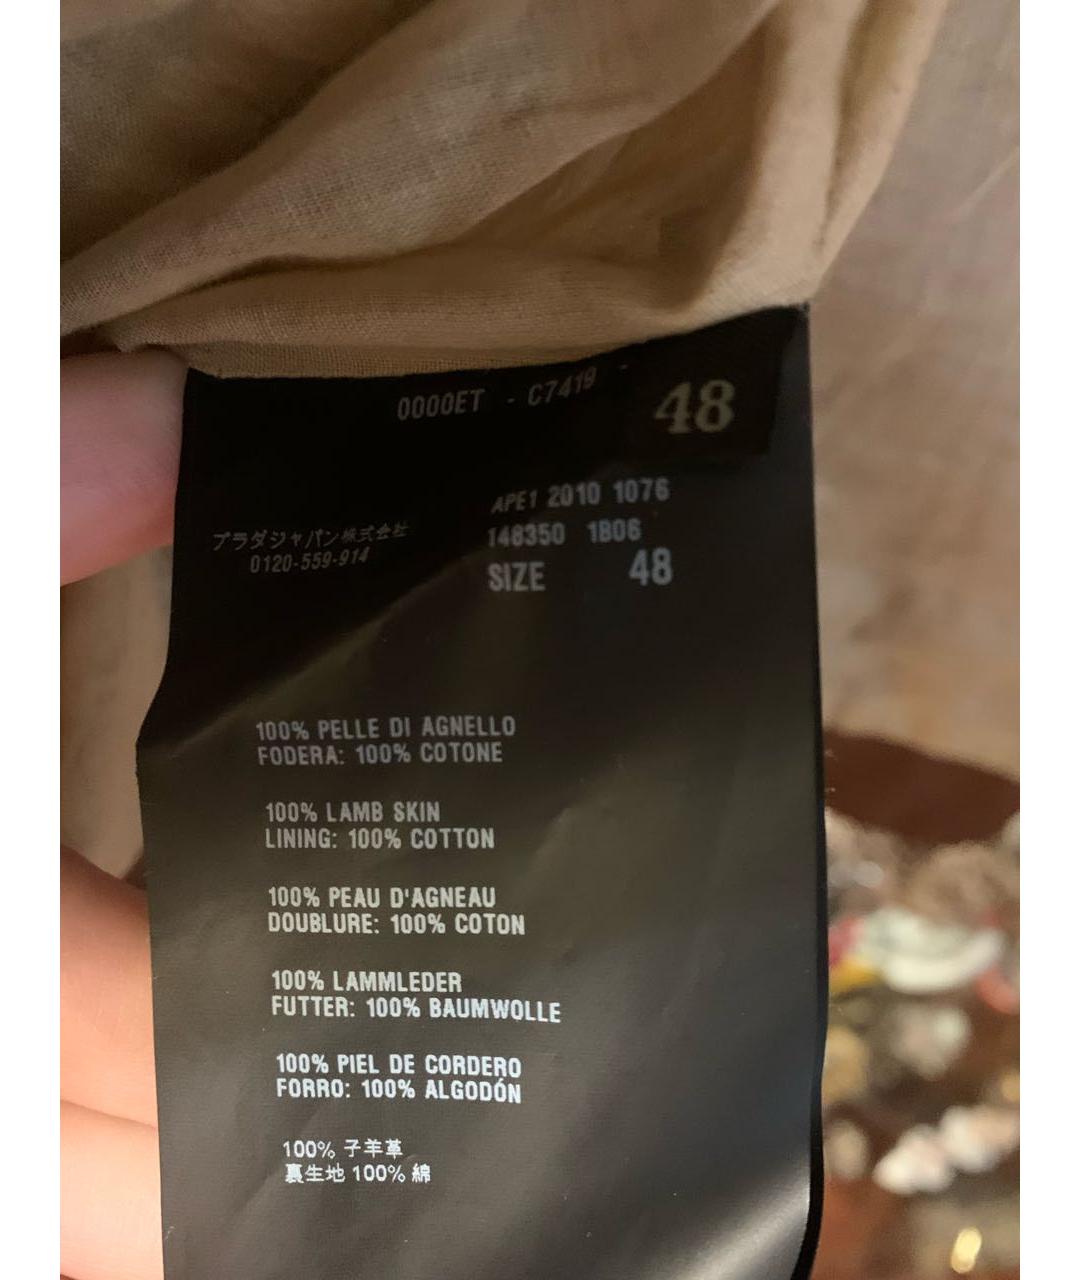 0000ET - C7419 -
48
プラダジャパン株式会社
0120-559-914
APE1 2010 1076
148350 1B06
SIZE 48
100% PELLE DI AGNELLO
FODERA: 100% COTONE
100% LAMB SKIN
LINING: 100% COTTON
100% PEAU D'AGNEAU
DOUBLURE: 100% COTON
100% LAMMLEDER
FUTTER: 100% BAUMWOLLE
100% PIEL DE CORDERO
FORRO: 100% ALGODÓN
100% 子羊革
裏生地 100% 綿